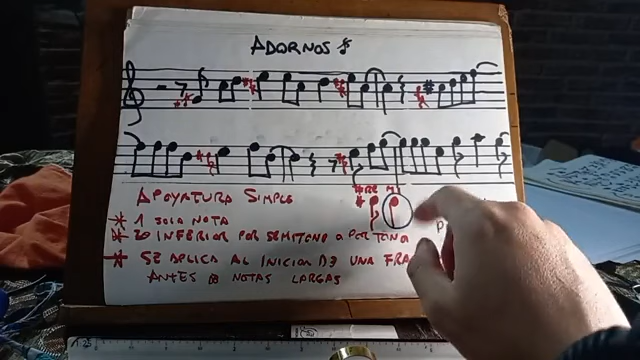 ADORNOS
#RE MI
APOYATURA SIMPLE
1 SOLA NOTA
INFERIOR POR SEMITONO O POR TONO
SE APLICA AL INICIO DE UNA FRA
ANTES DE NOTAS LARGAS